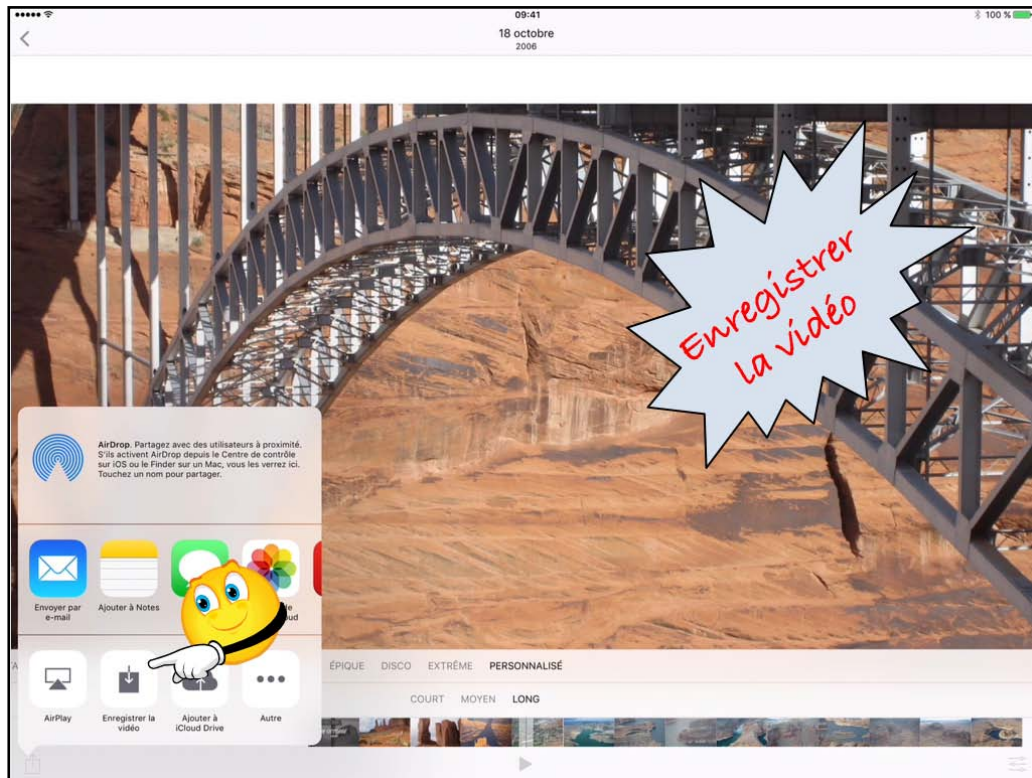 09:41
100 %
18 octobre
2006
Enregistrer
la vidéo
AirDrop. Partagez avec des utilisateurs à proximité.
S'ils activent AirDrop depuis le Centre de contrôle
sur iOS ou le Finder sur un Mac, vous les verrez ici.
Touchez un nom pour partager.
Envoyer par
e-mail
Ajouter à Notes
ÉPIQUE DISCO EXTRÊME PERSONNALISÉ
COURT MOYEN LONG
AirPlay
Enregistrer la
vidéo
Ajouter à
iCloud Drive
Autre